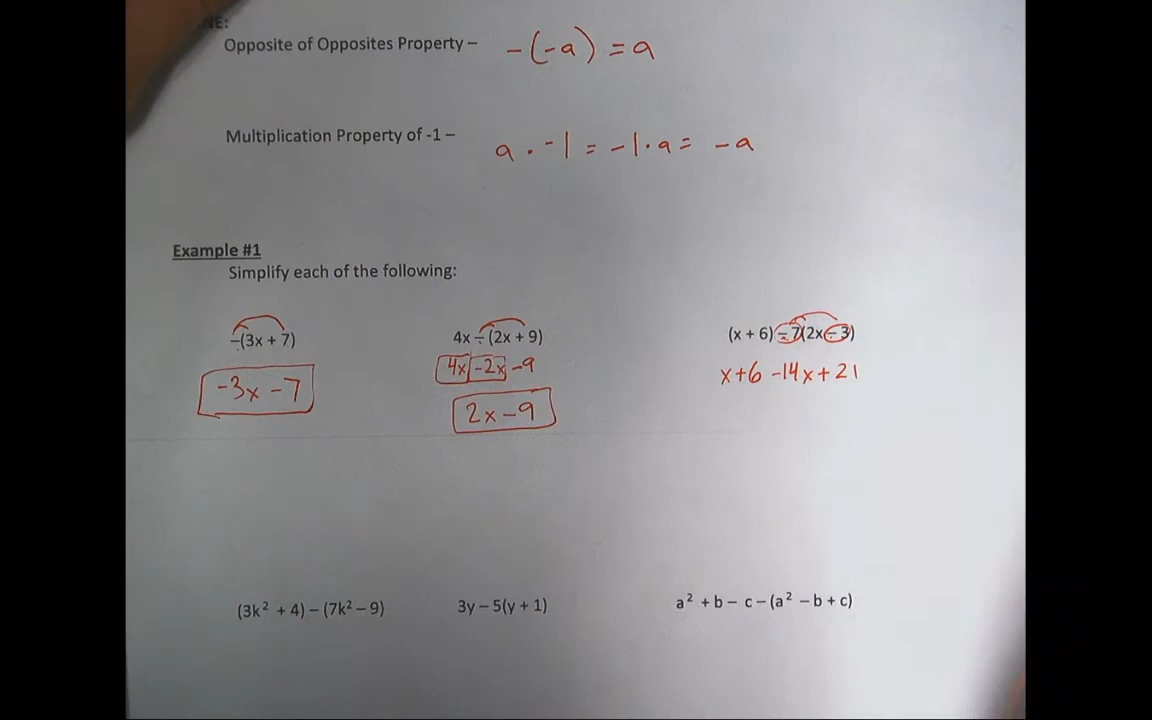 NE:
Opposite of Opposites Property – -(-a) = a
Multiplication Property of -1 – a · -1 = -1 · a = -a
Example #1
Simplify each of the following:
–(3x + 7) 4x – (2x + 9) (x + 6) – 7(2x – 3)
-3x - 7 4x -2x -9 x+6 -14x + 21
2x - 9
(3k² + 4) – (7k² – 9) 3y – 5(y + 1) a² + b – c – (a² – b + c)